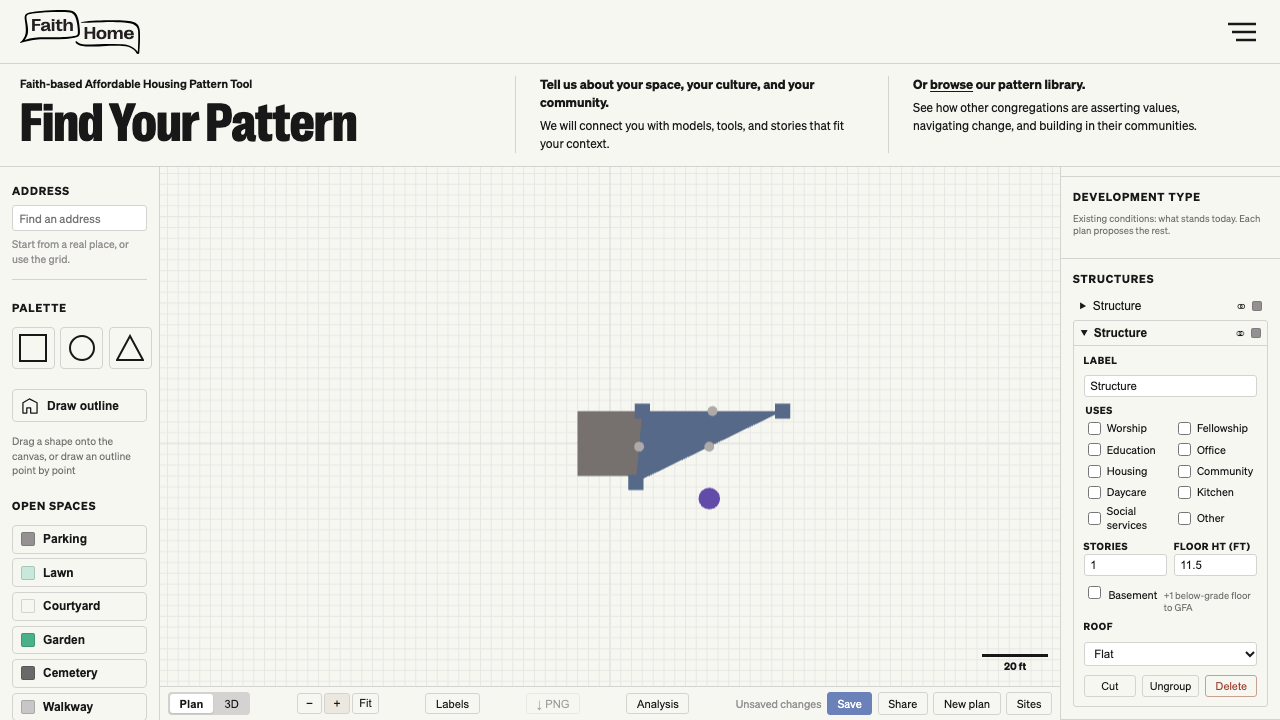 Faith
Home
Faith-based Affordable Housing Pattern Tool
Find Your Pattern
Tell us about your space, your culture, and your
community.
We will connect you with models, tools, and stories that fit
your context.
Or browse our pattern library.
See how other congregations are asserting values,
navigating change, and building in their communities.
ADDRESS
Find an address
Start from a real place, or
use the grid.
PALETTE
Draw outline
Drag a shape onto the
canvas, or draw an outline
point by point
OPEN SPACES
Parking
Lawn
Courtyard
Garden
Cemetery
Walkway
20 ft
Plan 3D
− + Fit
Labels
↓ PNG
Analysis
Unsaved changes
Save
Share
New plan
Sites
DEVELOPMENT TYPE
Existing conditions: what stands today. Each
plan proposes the rest.
STRUCTURES
Structure
Structure
LABEL
Structure
USES
Worship Fellowship
Education Office
Housing Community
Daycare Kitchen
Social
services
Other
STORIES FLOOR HT (FT)
1 11.5
Basement +1 below-grade floor
to GFA
ROOF
Flat
Cut Ungroup Delete